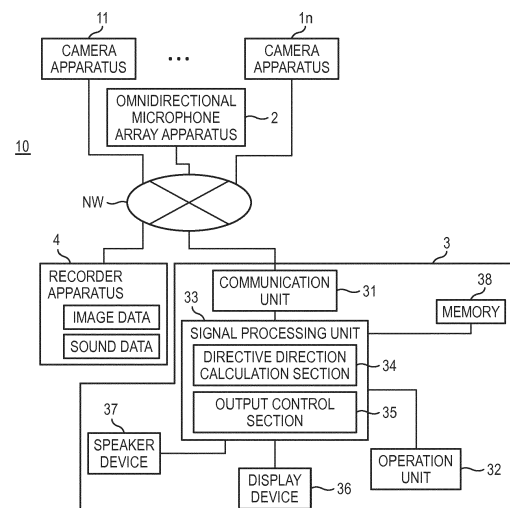 11
1n
CAMERA
APPARATUS
...
CAMERA
APPARATUS
OMNIDIRECTIONAL
MICROPHONE
ARRAY APPARATUS
2
10
NW
4
3
RECORDER
APPARATUS
IMAGE DATA
SOUND DATA
COMMUNICATION
UNIT
31
38
MEMORY
33
SIGNAL PROCESSING UNIT
DIRECTIVE DIRECTION
CALCULATION SECTION
34
OUTPUT CONTROL
SECTION
35
37
SPEAKER
DEVICE
DISPLAY
DEVICE
36
OPERATION
UNIT
32